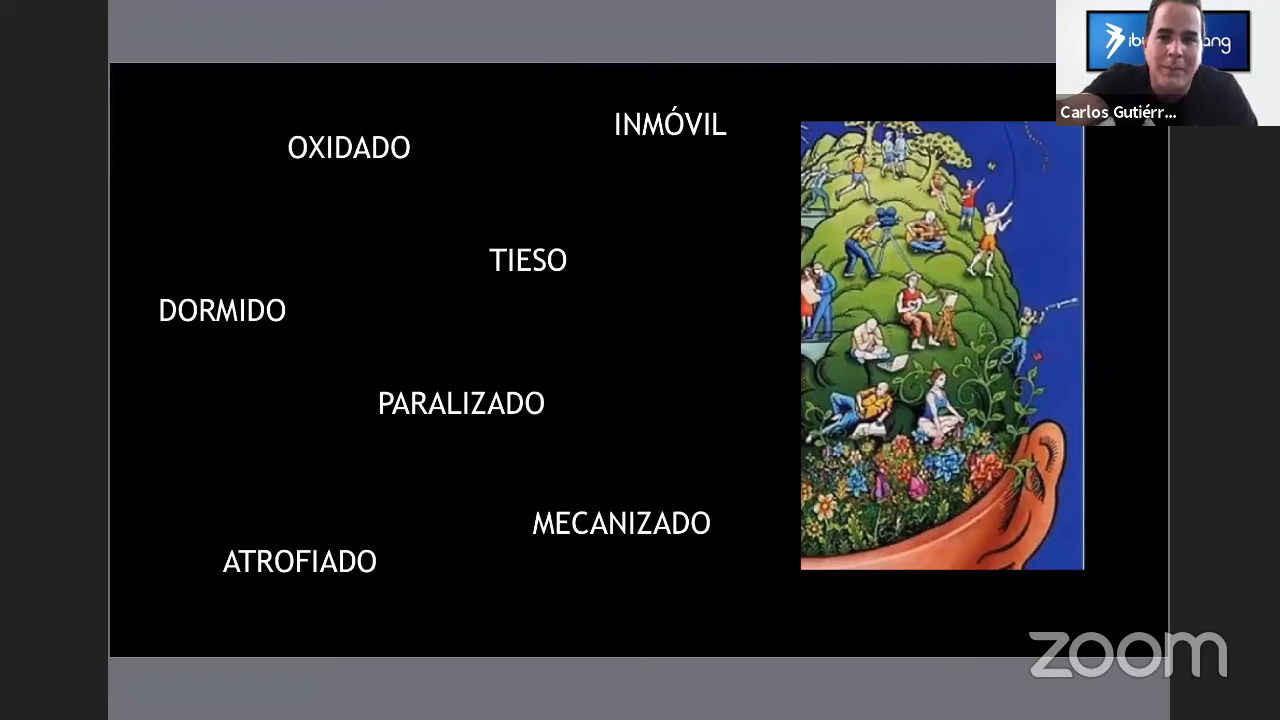 INMÓVIL
OXIDADO
TIESO
DORMIDO
PARALIZADO
MECANIZADO
ATROFIADO
Carlos Gutiérr...
zoom